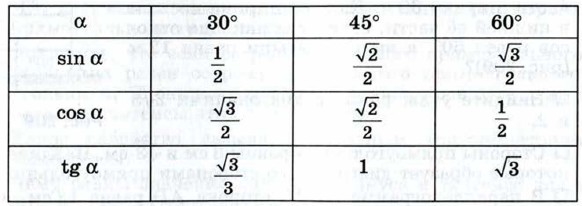 α 30° 45° 60°
sin α 1/2 √2/2 √3/2
cos α √3/2 √2/2 1/2
tg α √3/3 1 √3